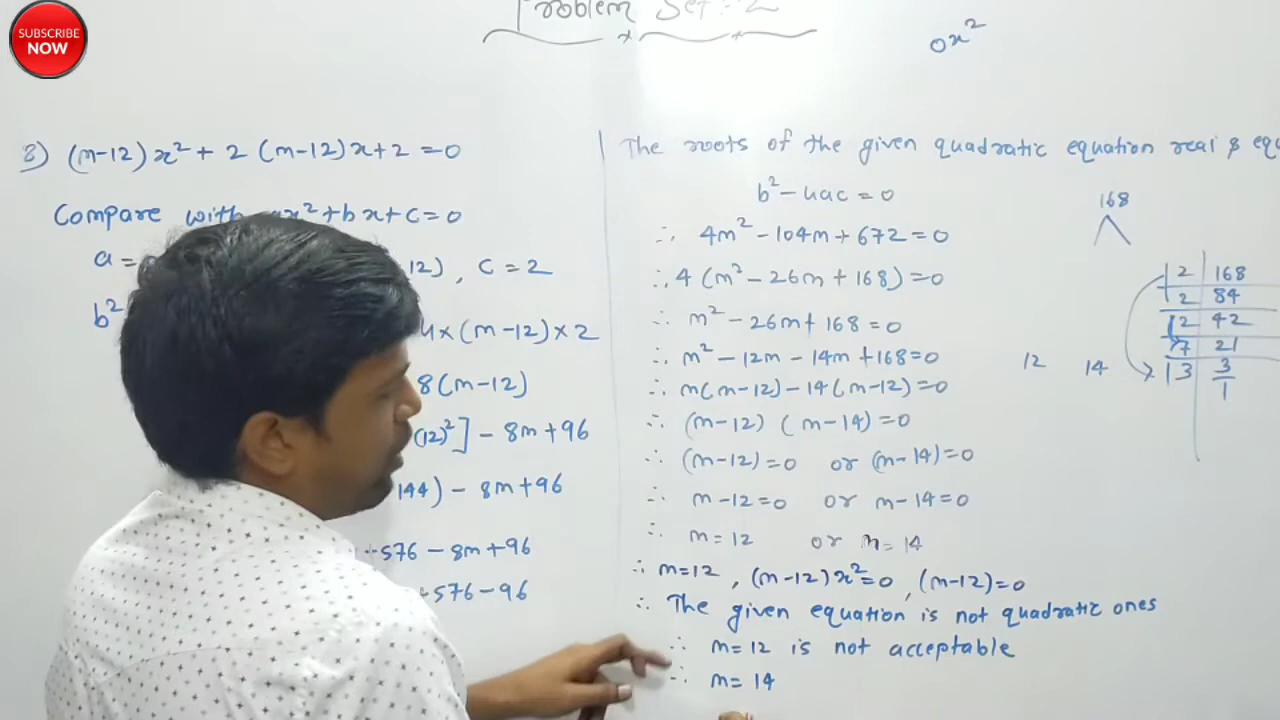 SUBSCRIBE
NOW
Problem Set : 2
0x²
8) (m-12)x² + 2 (m-12)x+2 =0
Compare with ax²+bx+c=0
a=
12) , c = 2
b²
4×(m-12)×2
8(m-12)
(12)²] - 8m+96
144) - 8m+96
+576 - 8m+96
+576-96
The roots of the given quadratic equation real & equ
b²-4ac = 0
∴ 4m²-104m+672=0
∴ 4 (m²-26m+168)=0
∴ m²-26m+168=0
∴ m²-12m-14m+168=0
∴ m(m-12)-14(m-12)=0
∴ (m-12) (m-14)=0
∴ (m-12)=0 or (m-14)=0
∴ m-12=0 or m-14=0
∴ m=12 or m=14
∴ m=12 , (m-12)x²=0 , (m-12)=0
∴ The given equation is not quadratic ones
∴ m=12 is not acceptable
∴ m= 14
168
2 168
2 84
2 42
7 21
3 3
1
12 14